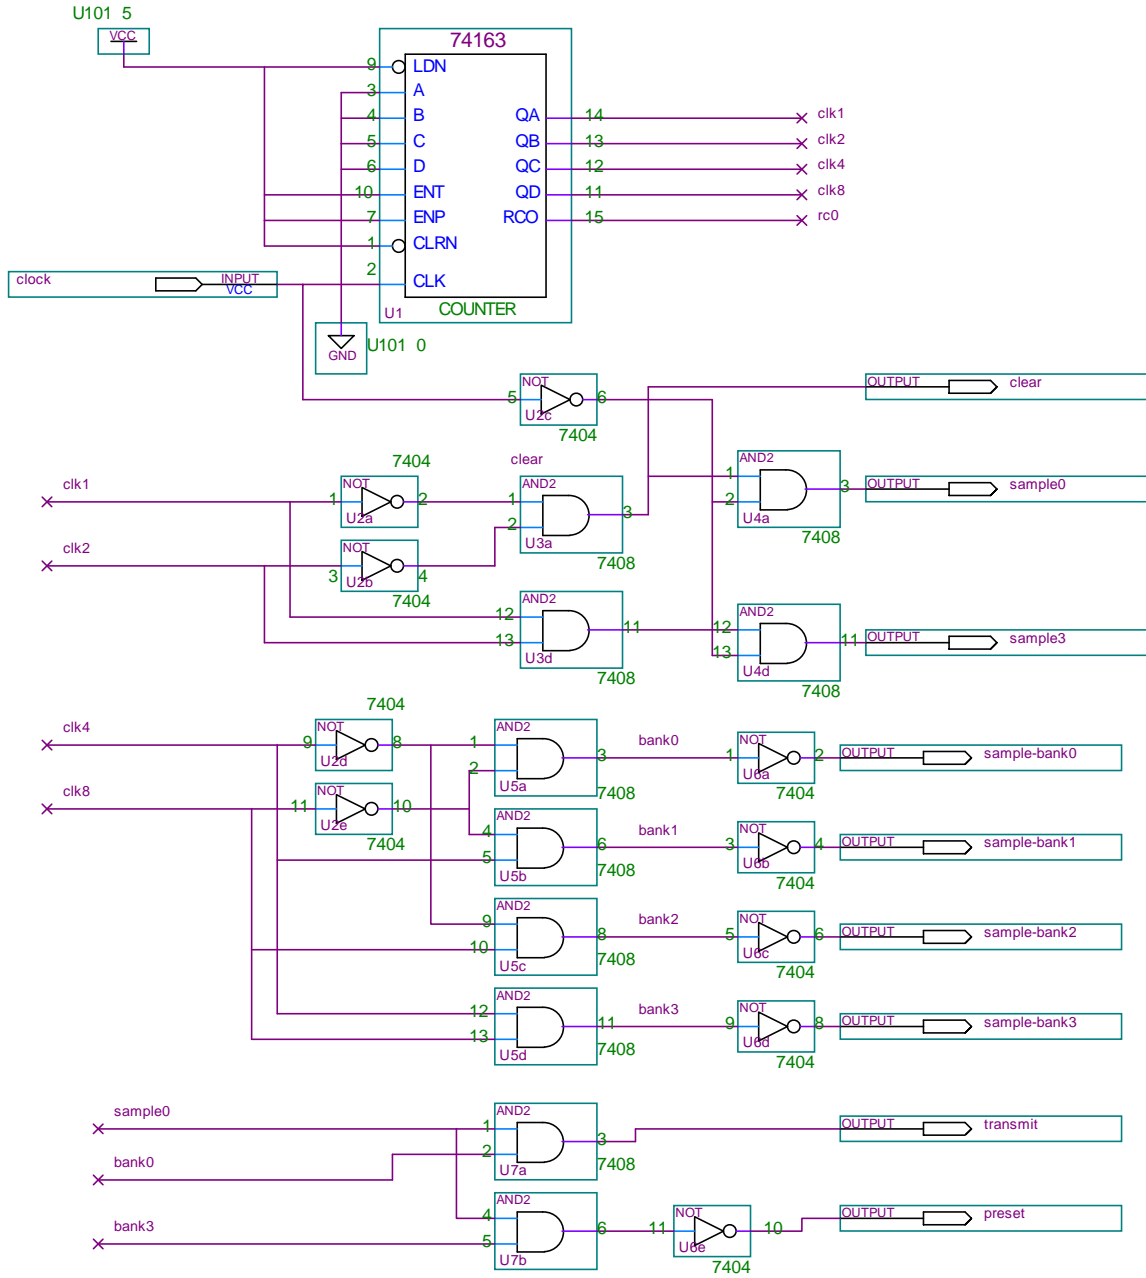 U101 5
VCC
74163
9 LDN
3 A
4 B QA 14 clk1
5 C QB 13 clk2
6 D QC 12 clk4
10 ENT QD 11 clk8
7 ENP RCO 15 rc0
1 CLRN
2 CLK
clock INPUT
VCC
U1 COUNTER
GND U101 0
NOT
5 6
U2c
7404
OUTPUT clear
7404 clear
clk1
NOT
1 2
U2a
AND2
1
2 3
U3a
7408
AND2
1
2 3
U4a
7408
OUTPUT sample0
clk2
NOT
3 4
U2b
7404
AND2
12
13 11
U3d
7408
AND2
12
13 11
U4d
7408
OUTPUT sample3
7404
clk4
NOT
9 8
U2d
AND2
1
2 3
U5a
7408
bank0
NOT
1 2
U6a
7404
OUTPUT sample-bank0
clk8
NOT
11 10
U2e
7404
AND2
4
5 6
U5b
7408
bank1
NOT
3 4
U6b
7404
OUTPUT sample-bank1
AND2
9
10 8
U5c
7408
bank2
NOT
5 6
U6c
7404
OUTPUT sample-bank2
AND2
12
13 11
U5d
7408
bank3
NOT
9 8
U6d
7404
OUTPUT sample-bank3
sample0
bank0
AND2
1
2 3
U7a
7408
OUTPUT transmit
bank3
AND2
4
5 6
U7b
NOT
11 10
U6e
7404
OUTPUT preset